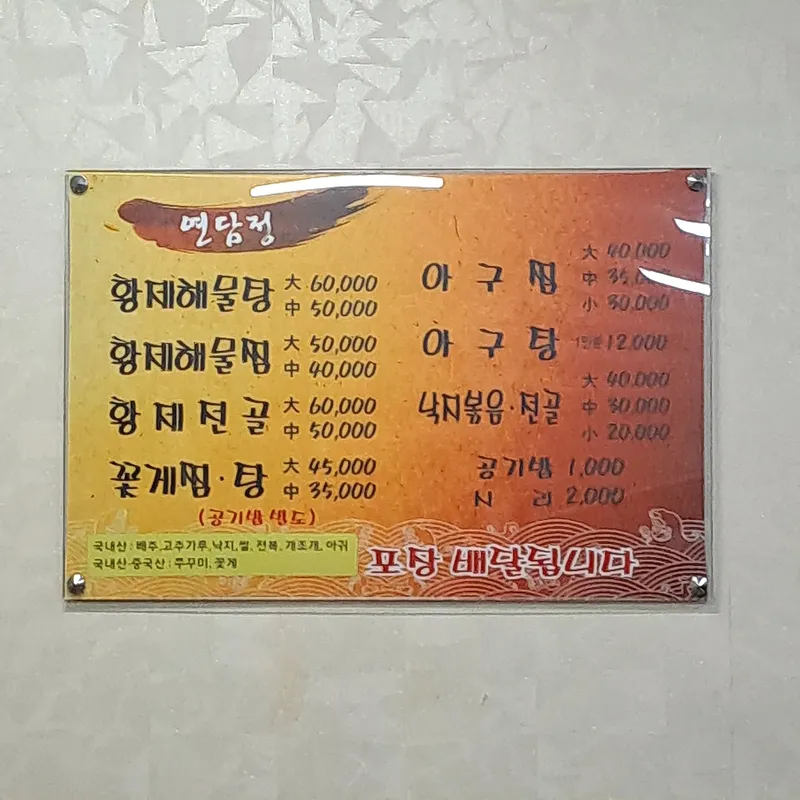 면담정
황제해물탕 大 60,000
中 50,000
황제해물찜 大 50,000
中 40,000
황제전골 大 60,000
中 50,000
꽃게찜·탕 大 45,000
中 35,000
(공기밥 별도)
국내산 : 배추,고추가루,낙지,쌀, 전복, 개조개, 아귀
국내산·중국산 : 쭈꾸미, 꽃게
아구찜 大 40,000
中 35,000
小 30,000
아구탕 1인분 12,000
낙지볶음·전골 大 40,000
中 30,000
小 20,000
공기밥 1,000
사리 2,000
포장 배달됩니다